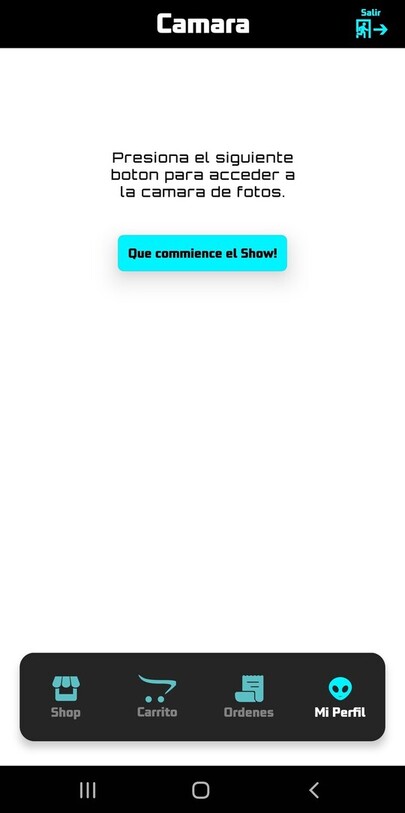 Camara
Salir
Presiona el siguiente
boton para acceder a
la camara de fotos.
Que commience el Show!
Shop
Carrito
Ordenes
Mi Perfil